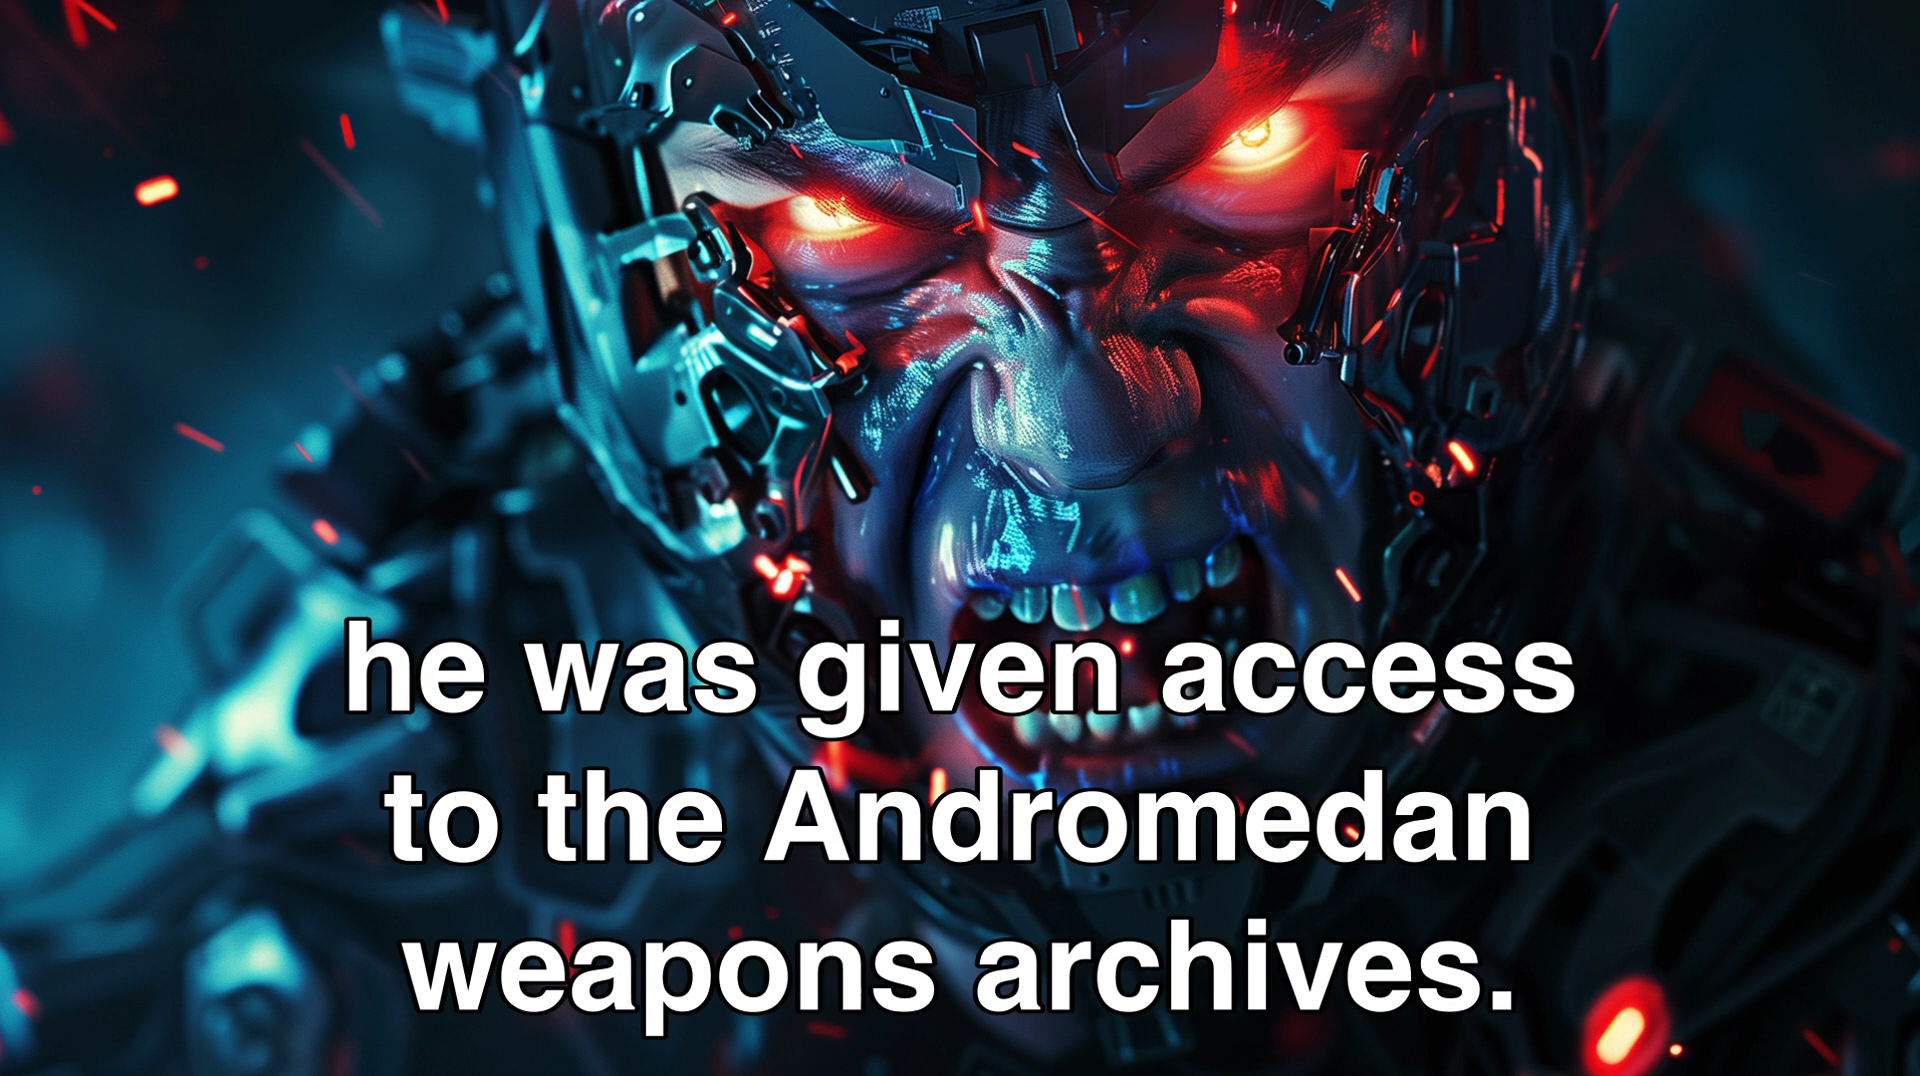 he was given access
to the Andromedan
weapons archives.